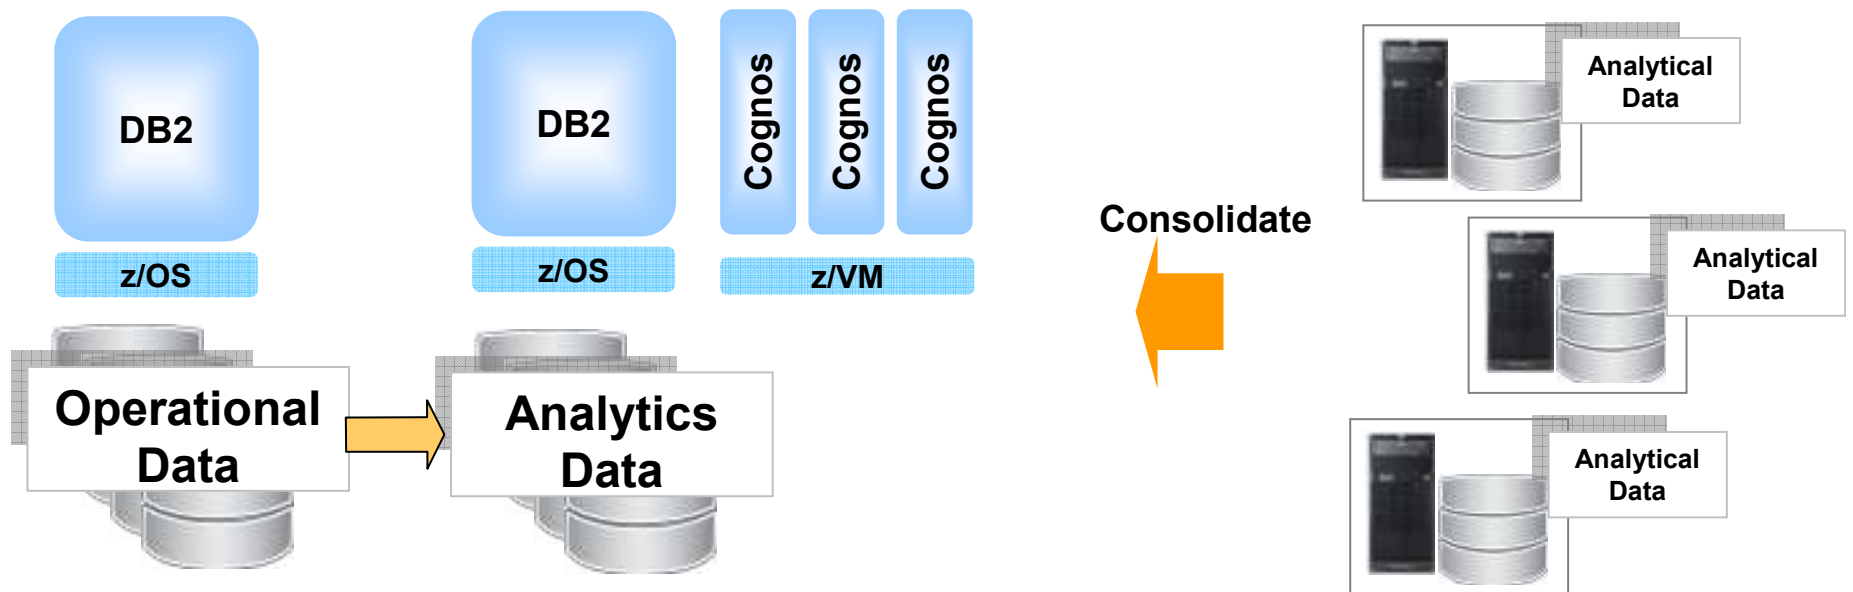 DB2
z/OS
Operational
Data
DB2
z/OS
Analytics
Data
Cognos
Cognos
Cognos
z/VM
Consolidate
Analytical
Data
Analytical
Data
Analytical
Data